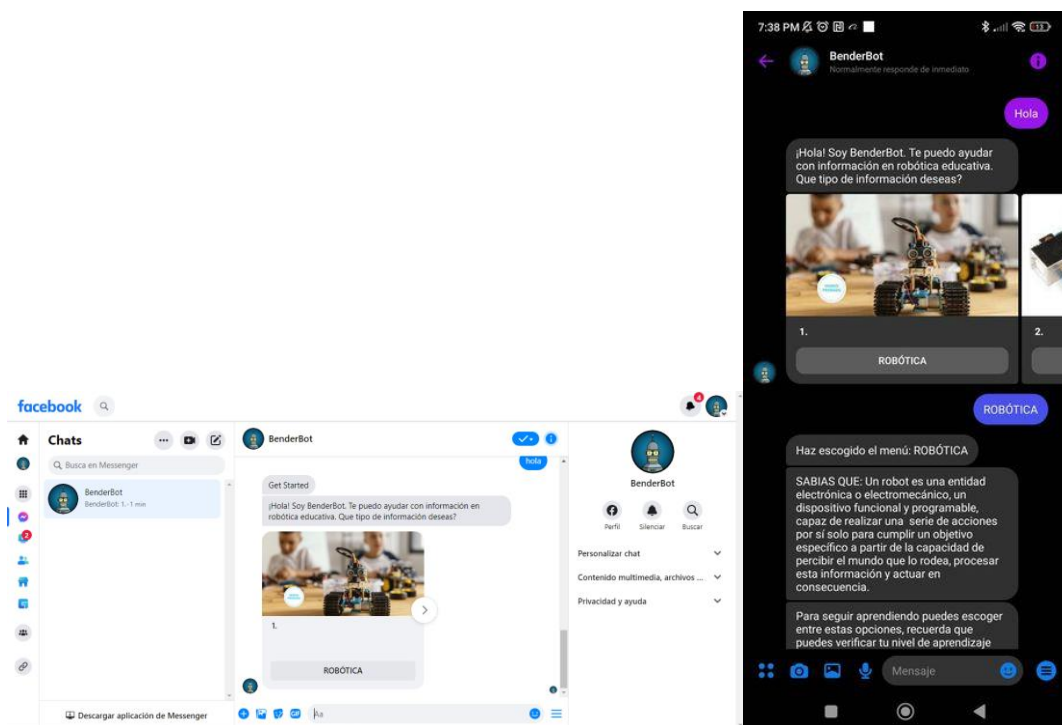 facebook
4
Chats
Busca en Messenger
BenderBot
BenderBot: 1. · 1 min
2
Descargar aplicación de Messenger
BenderBot
hola
Get Started
¡Hola! Soy BenderBot. Te puedo ayudar con información en
robótica educativa. Que tipo de información deseas?
1.
ROBÓTICA
GIF
Aa
BenderBot
Perfil
Silenciar
Buscar
Personalizar chat
Contenido multimedia, archivos ...
Privacidad y ayuda
7:38 PM
13
BenderBot
Normalmente responde de inmediato
Hola
¡Hola! Soy BenderBot. Te puedo ayudar
con información en robótica educativa.
Que tipo de información deseas?
1.
ROBÓTICA
2.
ROBÓTICA
Haz escogido el menú: ROBÓTICA
SABIAS QUE: Un robot es una entidad
electrónica o electromecánico, un
dispositivo funcional y programable,
capaz de realizar una serie de acciones
por sí solo para cumplir un objetivo
específico a partir de la capacidad de
percibir el mundo que lo rodea, procesar
esta información y actuar en
consecuencia.
Para seguir aprendiendo puedes escoger
entre estas opciones, recuerda que
puedes verificar tu nivel de aprendizaje
Mensaje